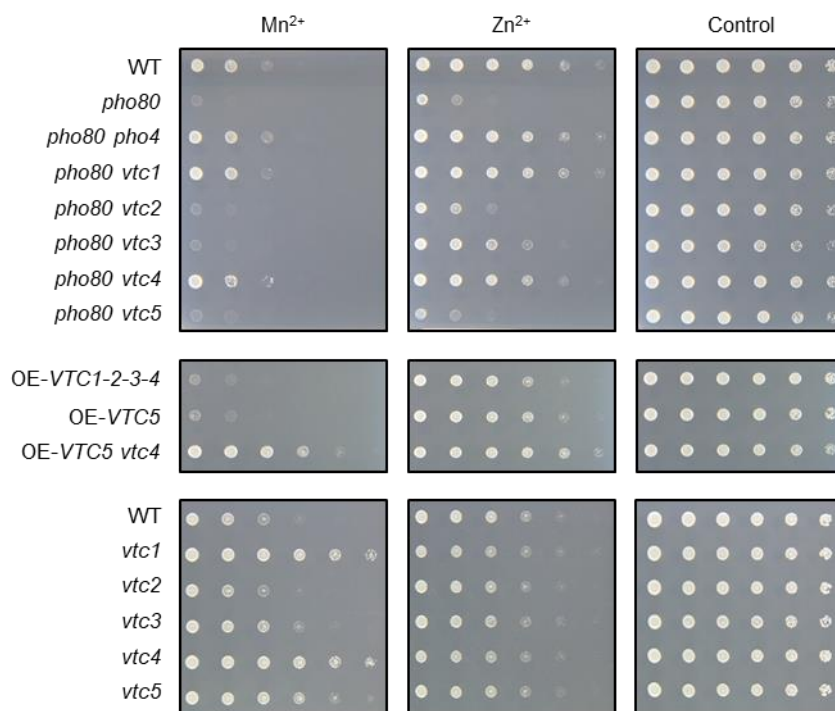 Mn²⁺ Zn²⁺ Control
WT
pho80
pho80 pho4
pho80 vtc1
pho80 vtc2
pho80 vtc3
pho80 vtc4
pho80 vtc5
OE-VTC1-2-3-4
OE-VTC5
OE-VTC5 vtc4
WT
vtc1
vtc2
vtc3
vtc4
vtc5